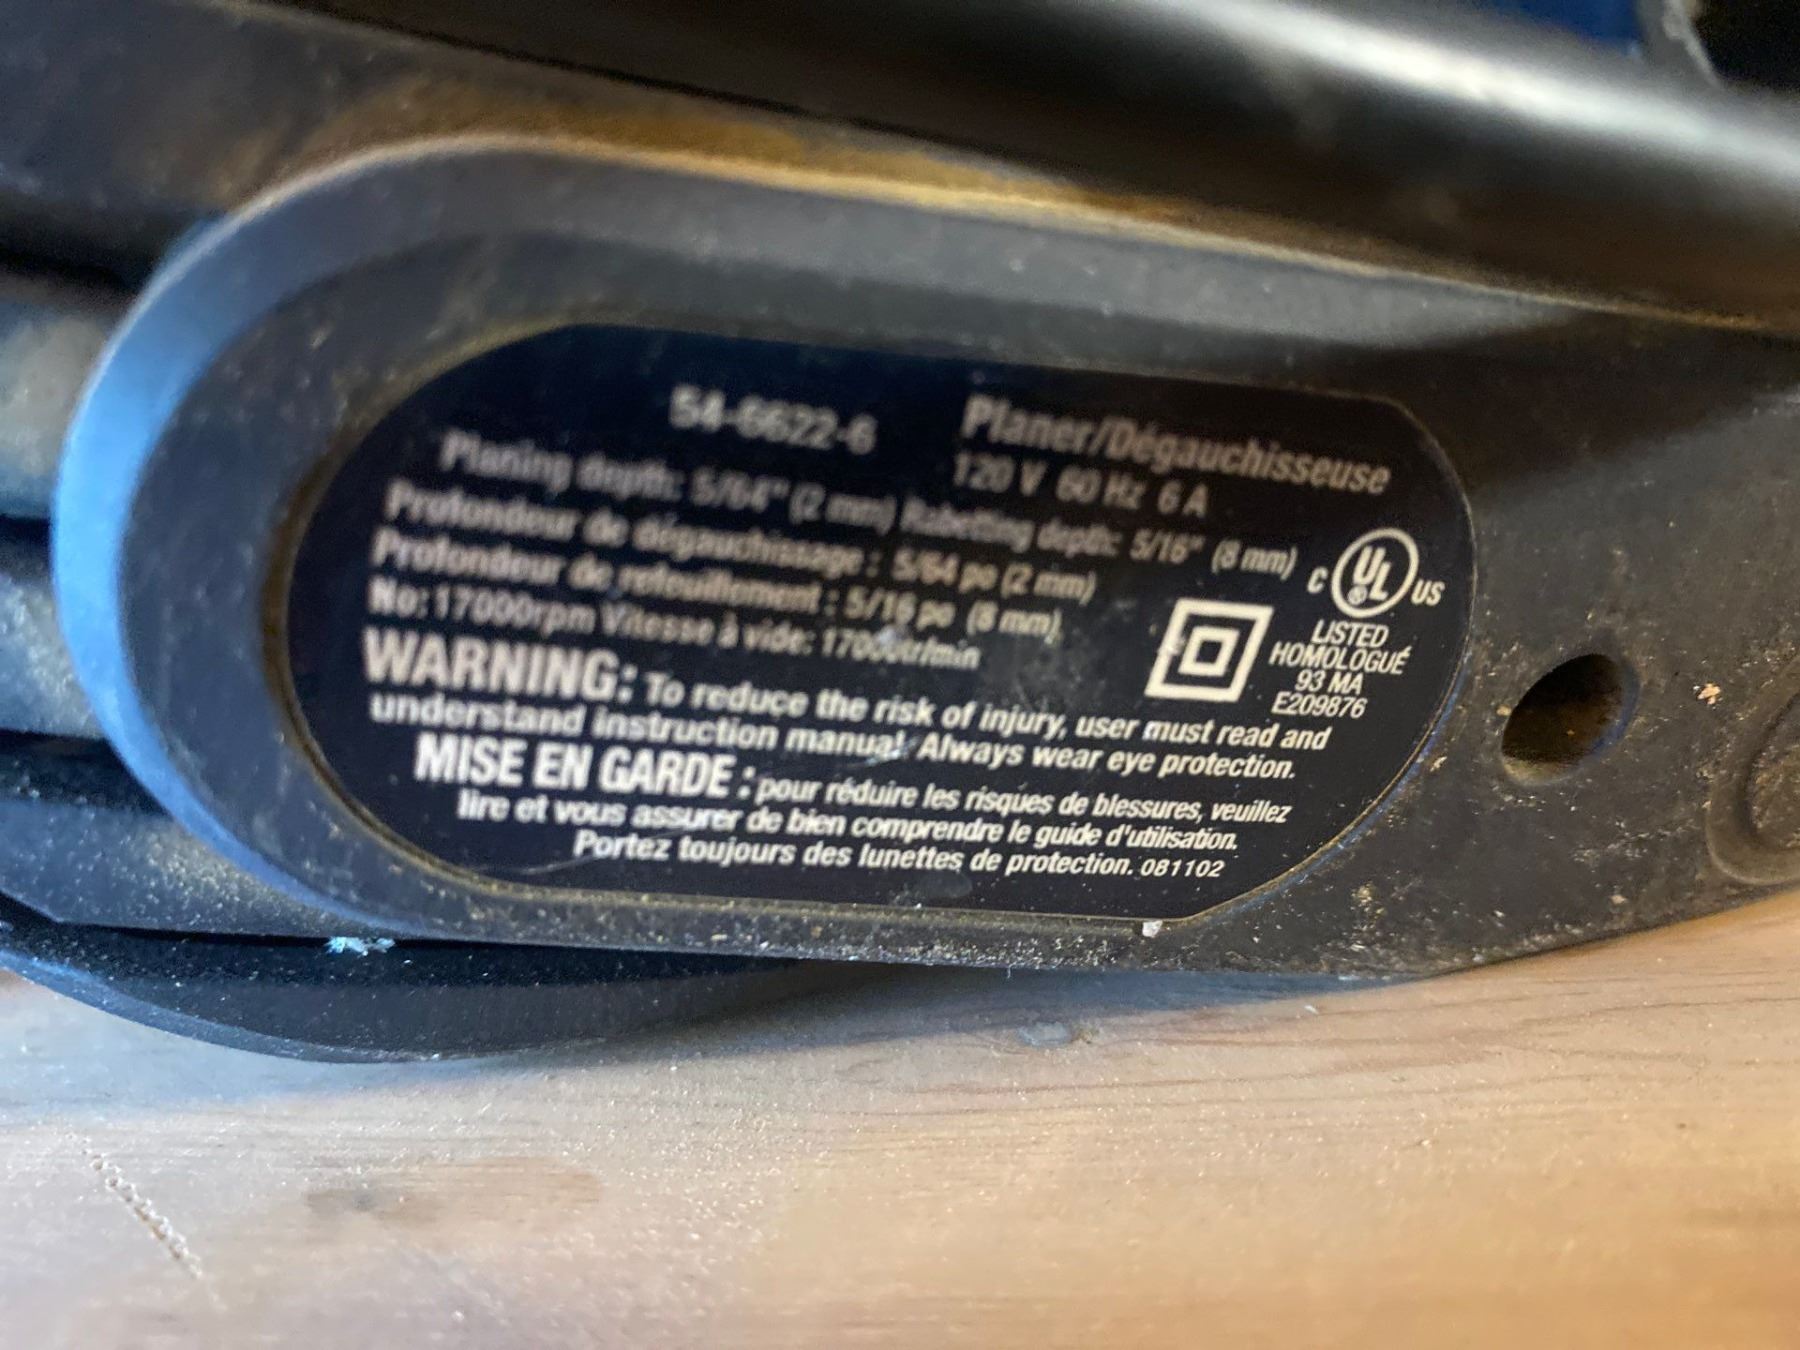 54-6622-6 Planer/Dégauchisseuse
120 V 60 Hz 6 A
Planing depth: 5/64" (2 mm) Rabetting depth: 5/16" (8 mm)
Profondeur de dégauchissage : 5/64 po (2 mm)
Profondeur de refeuillement : 5/16 po (8 mm)
No: 17000rpm Vitesse à vide: 17000tr/min
C UL ® US
LISTED
HOMOLOGUÉ
93 MA
E209876
WARNING: To reduce the risk of injury, user must read and
understand instruction manual. Always wear eye protection.
MISE EN GARDE : pour réduire les risques de blessures, veuillez
lire et vous assurer de bien comprendre le guide d'utilisation.
Portez toujours des lunettes de protection. 081102